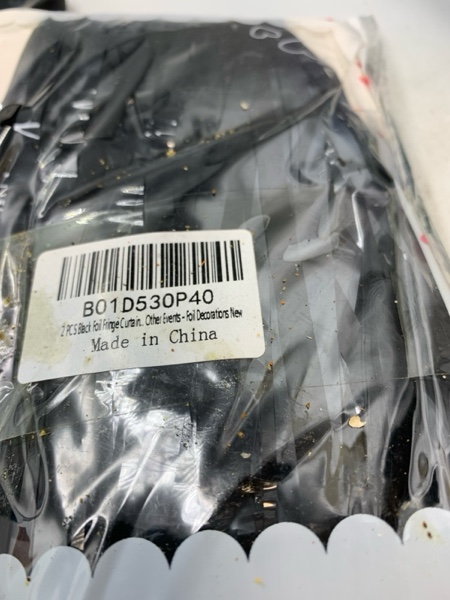 B01D530P40
2 PCS Black Foil Fringe Curtain... Other Events - Foil Decorations New
Made in China